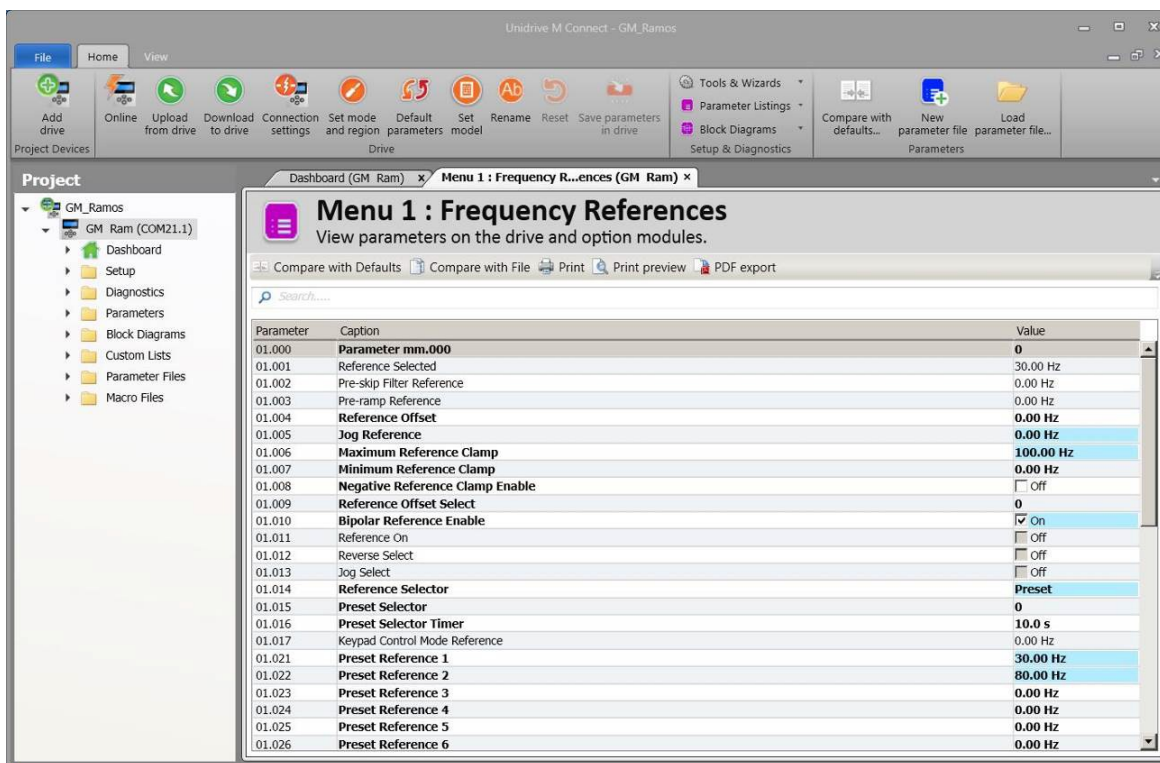 Unidrive M Connect - GM_Ramos
File Home View
Add drive
Online
Upload from drive
Download to drive
Connection settings
Set mode and region
Default parameters
Set model
Rename
Reset
Save parameters in drive
Tools & Wizards
Parameter Listings
Block Diagrams
Compare with defaults...
New parameter file
Load parameter file...
Project Devices Drive Setup & Diagnostics Parameters
Project
GM_Ramos
GM Ram (COM21.1)
Dashboard
Setup
Diagnostics
Parameters
Block Diagrams
Custom Lists
Parameter Files
Macro Files
Dashboard (GM Ram) x Menu 1 : Frequency R...ences (GM Ram) x
Menu 1 : Frequency References
View parameters on the drive and option modules.
Compare with Defaults Compare with File Print Print preview PDF export
Search.....
Parameter Caption Value
01.000 Parameter mm.000 0
01.001 Reference Selected 30.00 Hz
01.002 Pre-skip Filter Reference 0.00 Hz
01.003 Pre-ramp Reference 0.00 Hz
01.004 Reference Offset 0.00 Hz
01.005 Jog Reference 0.00 Hz
01.006 Maximum Reference Clamp 100.00 Hz
01.007 Minimum Reference Clamp 0.00 Hz
01.008 Negative Reference Clamp Enable Off
01.009 Reference Offset Select 0
01.010 Bipolar Reference Enable On
01.011 Reference On Off
01.012 Reverse Select Off
01.013 Jog Select Off
01.014 Reference Selector Preset
01.015 Preset Selector 0
01.016 Preset Selector Timer 10.0 s
01.017 Keypad Control Mode Reference 0.00 Hz
01.021 Preset Reference 1 30.00 Hz
01.022 Preset Reference 2 80.00 Hz
01.023 Preset Reference 3 0.00 Hz
01.024 Preset Reference 4 0.00 Hz
01.025 Preset Reference 5 0.00 Hz
01.026 Preset Reference 6 0.00 Hz